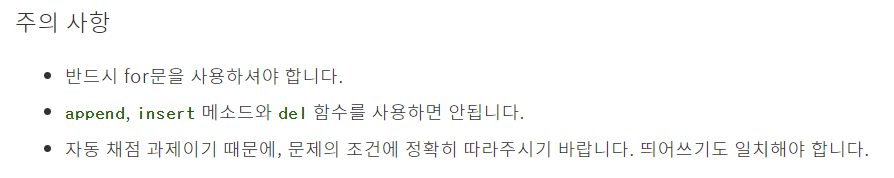 주의 사항
반드시 for문을 사용하셔야 합니다.
append, insert 메소드와 del 함수를 사용하면 안됩니다.
자동 채점 과제이기 때문에, 문제의 조건에 정확히 따라주시기 바랍니다. 띄어쓰기도 일치해야 합니다.